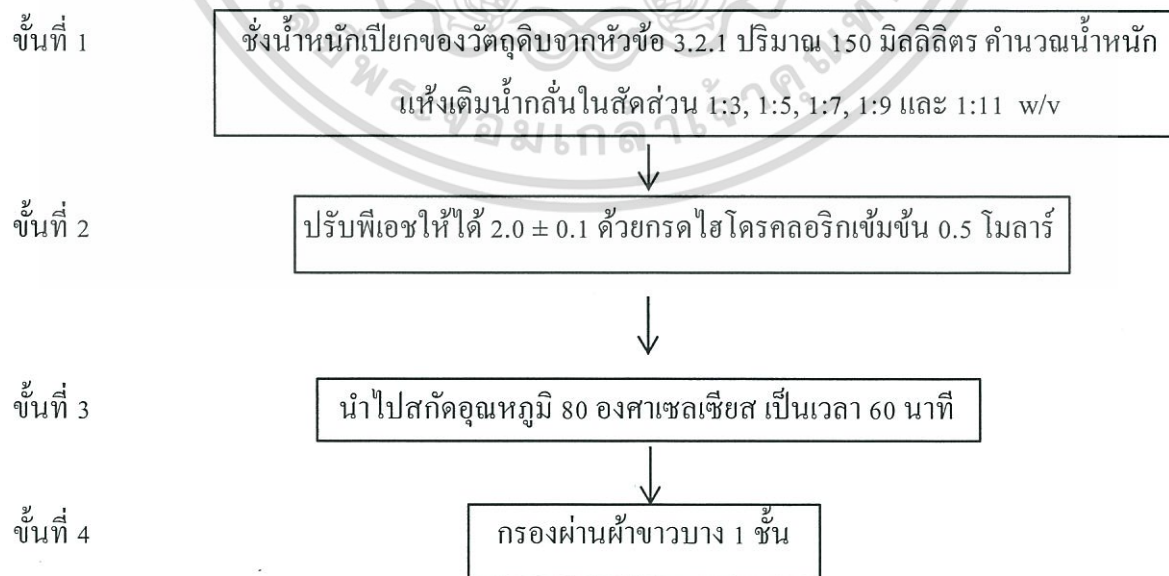 ขั้นที่ 1
ชั่งน้ำหนักเปียกของวัตถุดิบจากหัวข้อ 3.2.1 ปริมาณ 150 มิลลิลิตร คำนวณน้ำหนัก
แห้งเติมน้ำกลั่นในสัดส่วน 1:3, 1:5, 1:7, 1:9 และ 1:11 w/v
ขั้นที่ 2
ปรับพีเอชให้ได้ 2.0 ± 0.1 ด้วยกรดไฮโดรคลอริกเข้มข้น 0.5 โมลาร์
ขั้นที่ 3
นำไปสกัดอุณหภูมิ 80 องศาเซลเซียส เป็นเวลา 60 นาที
ขั้นที่ 4
กรองผ่านผ้าขาวบาง 1 ชั้น